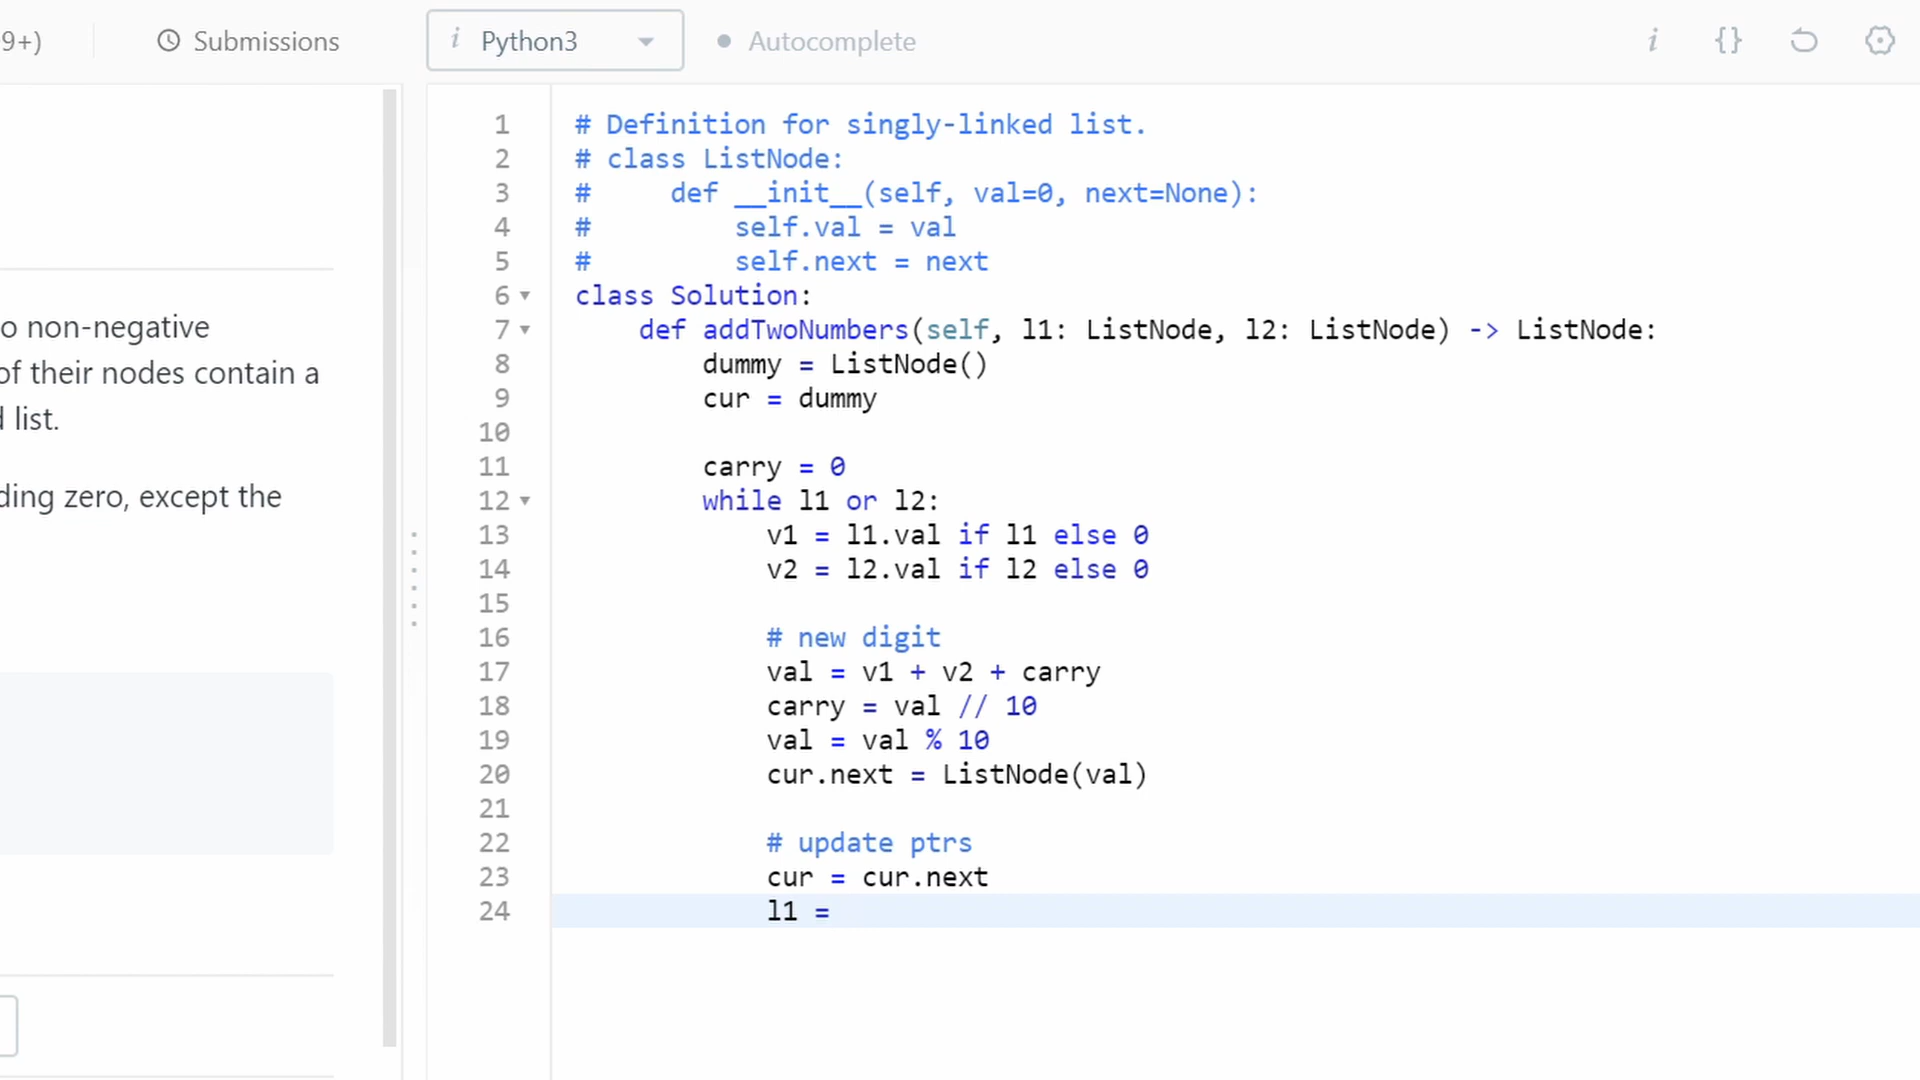 9+) Submissions Python3 Autocomplete
o non-negative
of their nodes contain a
list.
ding zero, except the
1 # Definition for singly-linked list.
2 # class ListNode:
3 #     def __init__(self, val=0, next=None):
4 #         self.val = val
5 #         self.next = next
6 class Solution:
7     def addTwoNumbers(self, l1: ListNode, l2: ListNode) -> ListNode:
8         dummy = ListNode()
9         cur = dummy
10
11         carry = 0
12         while l1 or l2:
13             v1 = l1.val if l1 else 0
14             v2 = l2.val if l2 else 0
15
16             # new digit
17             val = v1 + v2 + carry
18             carry = val // 10
19             val = val % 10
20             cur.next = ListNode(val)
21
22             # update ptrs
23             cur = cur.next
24             l1 =